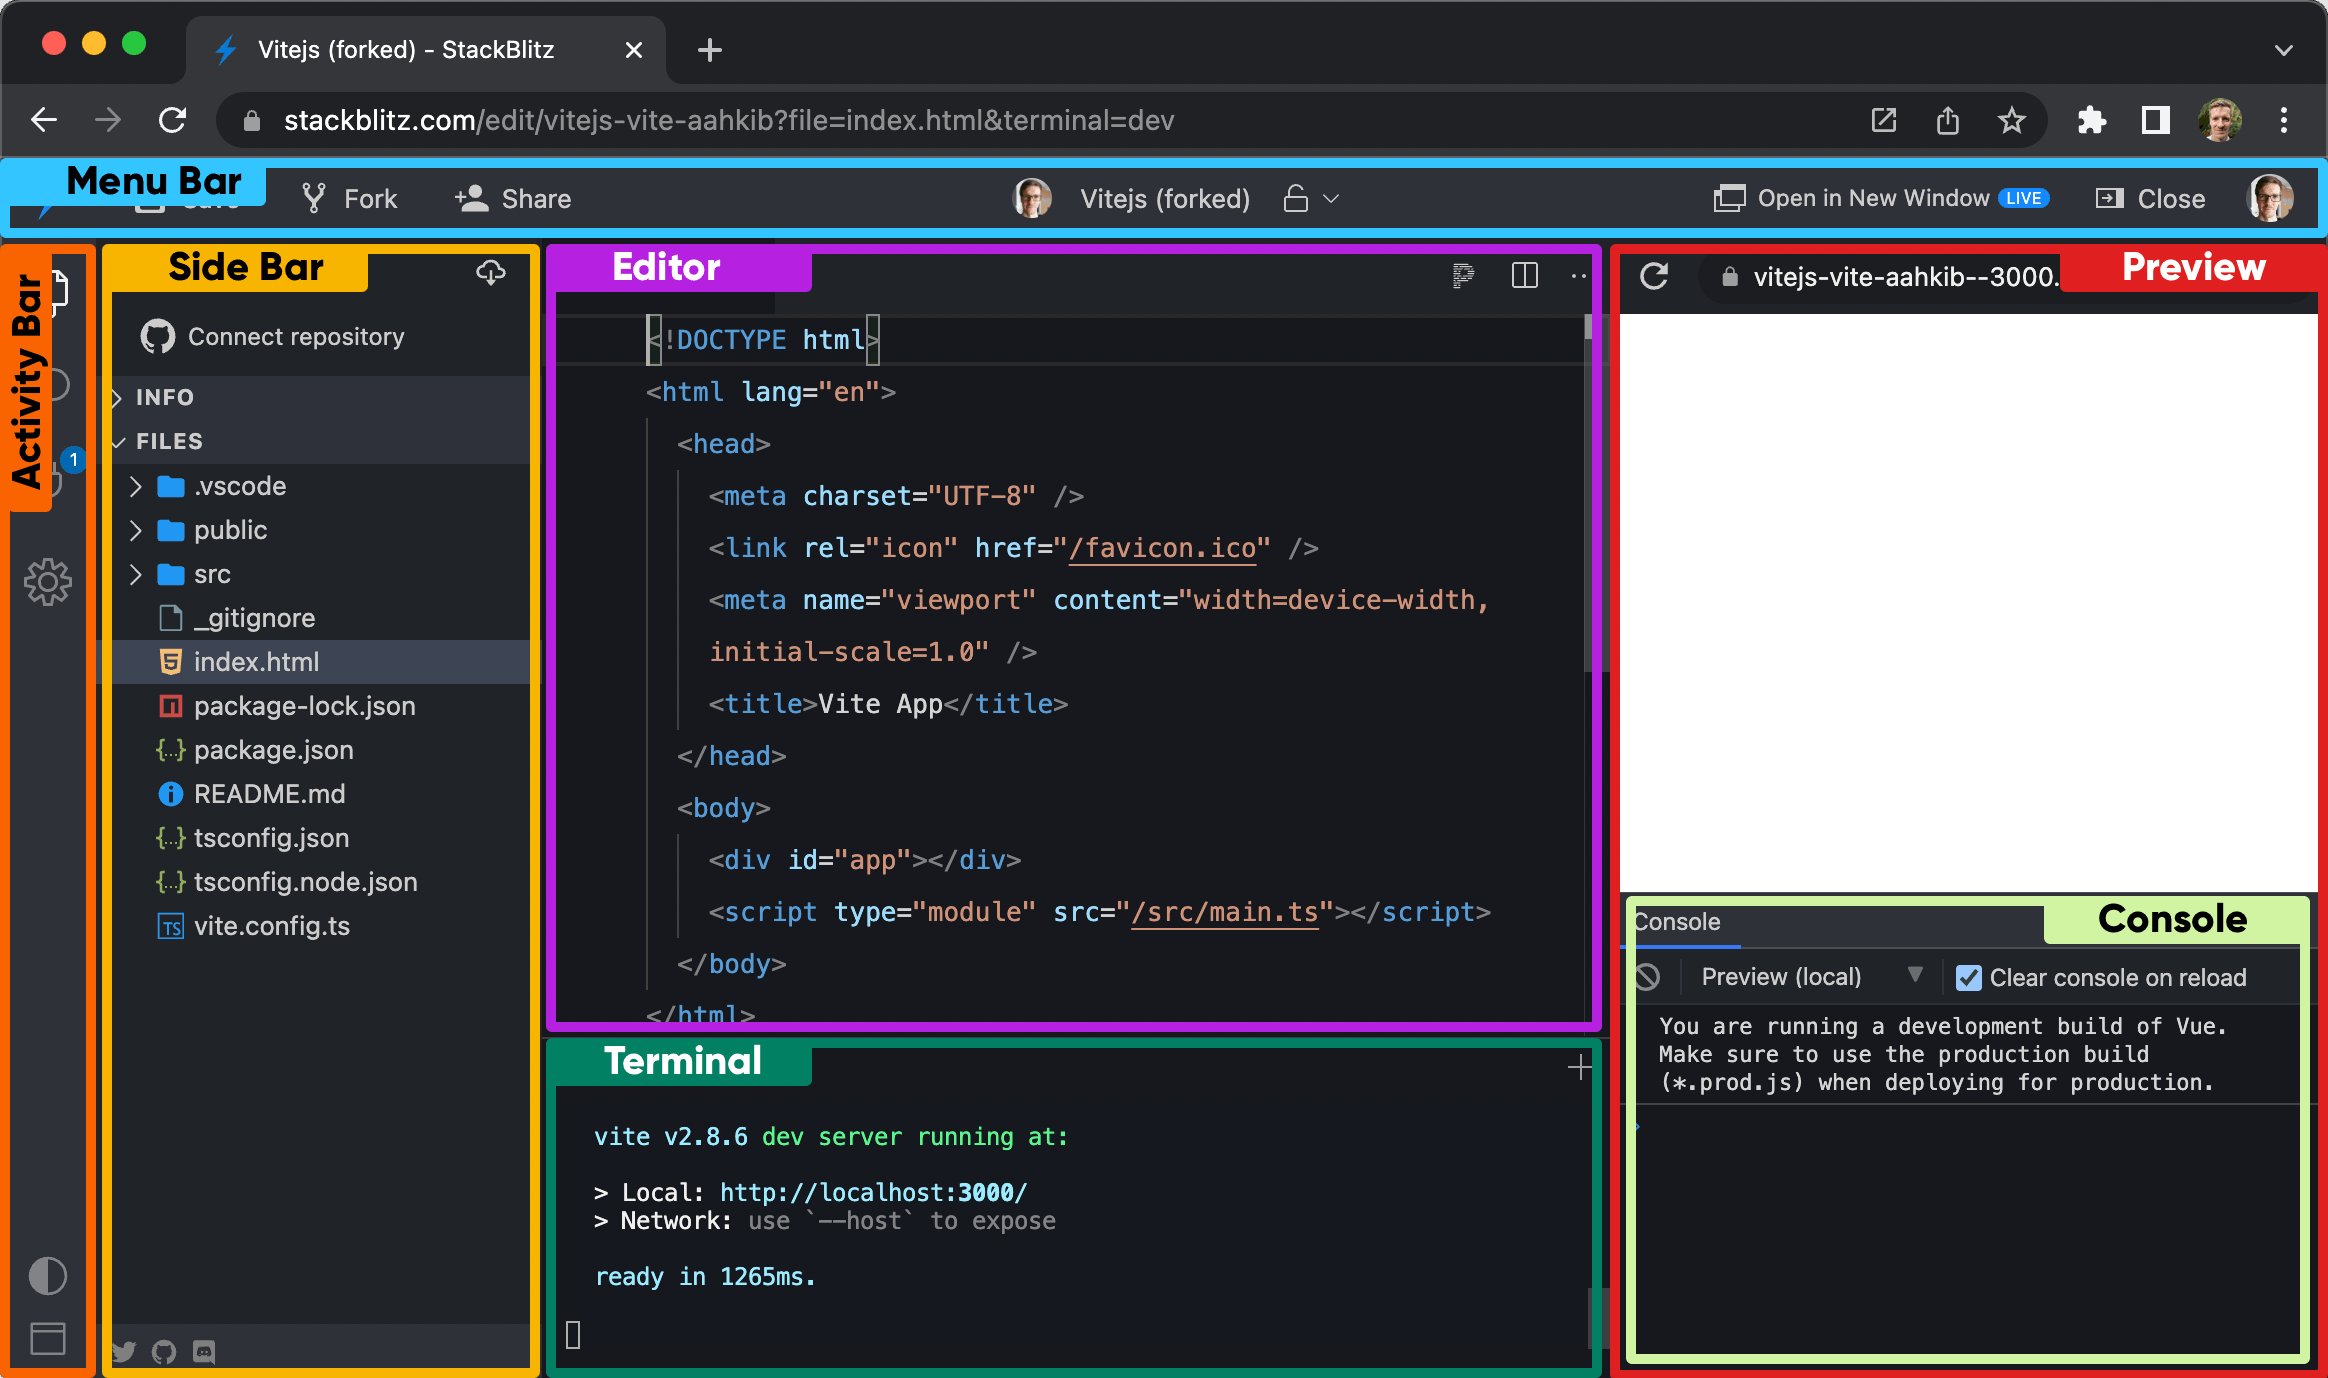 Vitejs (forked) - StackBlitz
stackblitz.com/edit/vitejs-vite-aahkib?file=index.html&terminal=dev
Menu Bar
Fork
Share
Vitejs (forked)
Open in New Window LIVE
Close
Activity Bar
1
Side Bar
Connect repository
INFO
FILES
.vscode
public
src
_gitignore
index.html
package-lock.json
package.json
README.md
tsconfig.json
tsconfig.node.json
vite.config.ts
Editor
<!DOCTYPE html>
<html lang="en">
<head>
<meta charset="UTF-8" />
<link rel="icon" href="/favicon.ico" />
<meta name="viewport" content="width=device-width,
initial-scale=1.0" />
<title>Vite App</title>
</head>
<body>
<div id="app"></div>
<script type="module" src="/src/main.ts"></script>
</body>
</html>
Terminal
vite v2.8.6 dev server running at:
> Local: http://localhost:3000/
> Network: use `--host` to expose
ready in 1265ms.
Preview
vitejs-vite-aahkib--3000.
Console
Console
Preview (local)
Clear console on reload
You are running a development build of Vue.
Make sure to use the production build
(*.prod.js) when deploying for production.